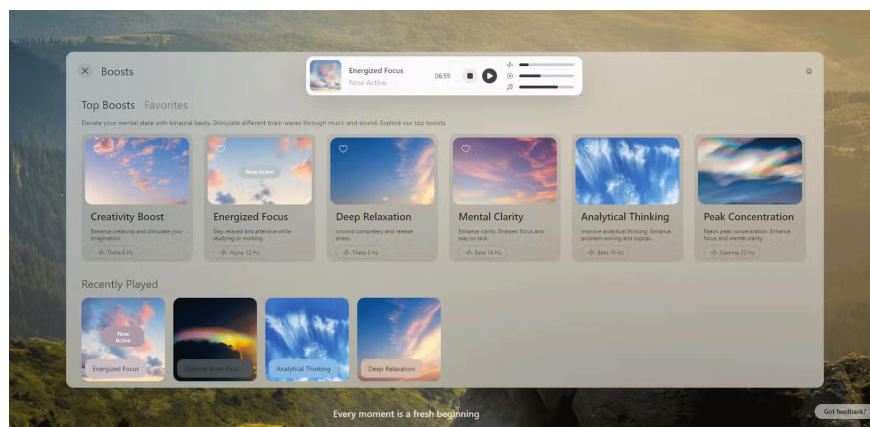 Boosts
Energized Focus
Now Active
06:59
Top Boosts Favorites
Elevate your mental state with binaural beats. Stimulate different brain waves through music and sound. Explore our top boosts.
Now Active
Creativity Boost
Enhance creativity and stimulate your
imagination.
Theta 6 Hz
Energized Focus
Stay relaxed and attentive while
studying or working.
Alpha 12 Hz
Deep Relaxation
Unwind completely and release
stress.
Theta 5 Hz
Mental Clarity
Enhance clarity. Sharpen focus and
stay on task.
Beta 14 Hz
Analytical Thinking
Improve analytical thinking. Enhance
problem-solving and logical...
Beta 16 Hz
Peak Concentration
Reach peak concentration. Enhance
focus and mental clarity.
Gamma 32 Hz
Recently Played
Now
Active
Energized Focus
Analytical Thinking
Deep Relaxation
Every moment is a fresh beginning
Got feedback?